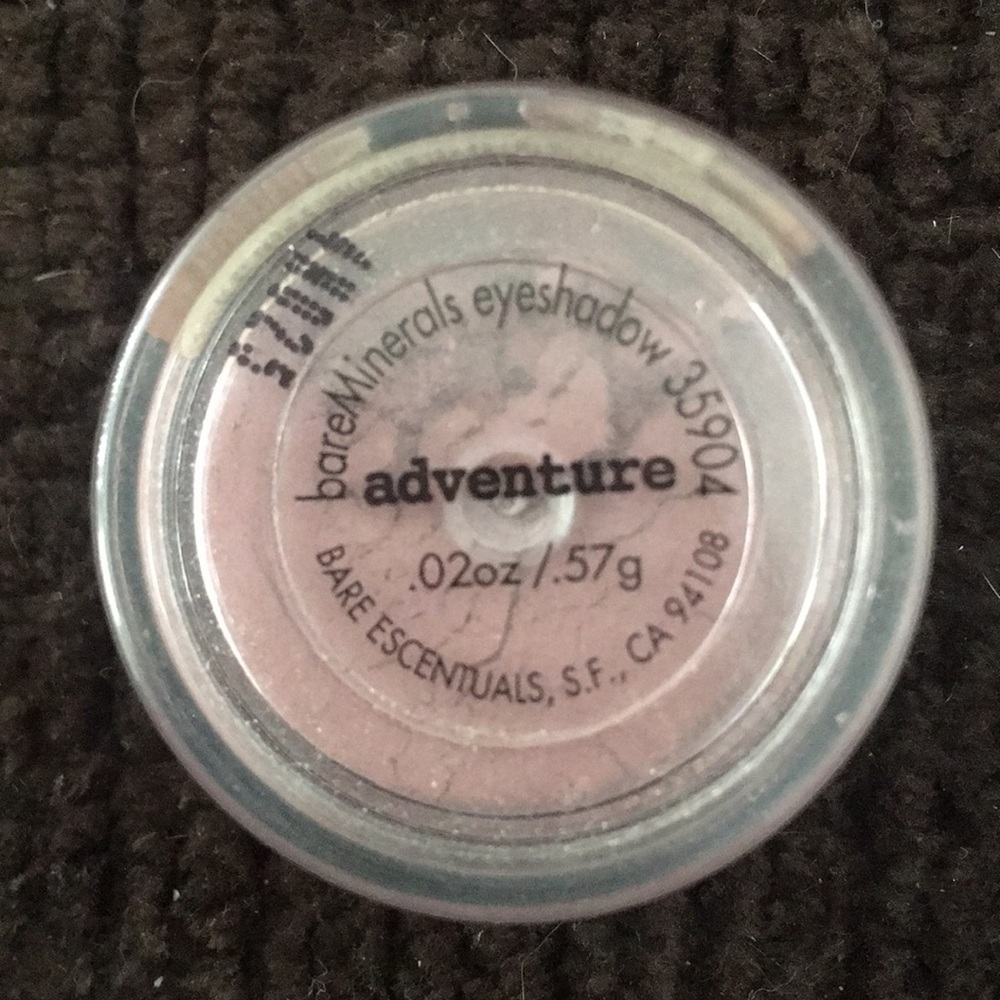 bareMinerals eyeshadow 35904
adventure
.02oz/.57g
BARE ESCENTUALS, S.F., CA 94108